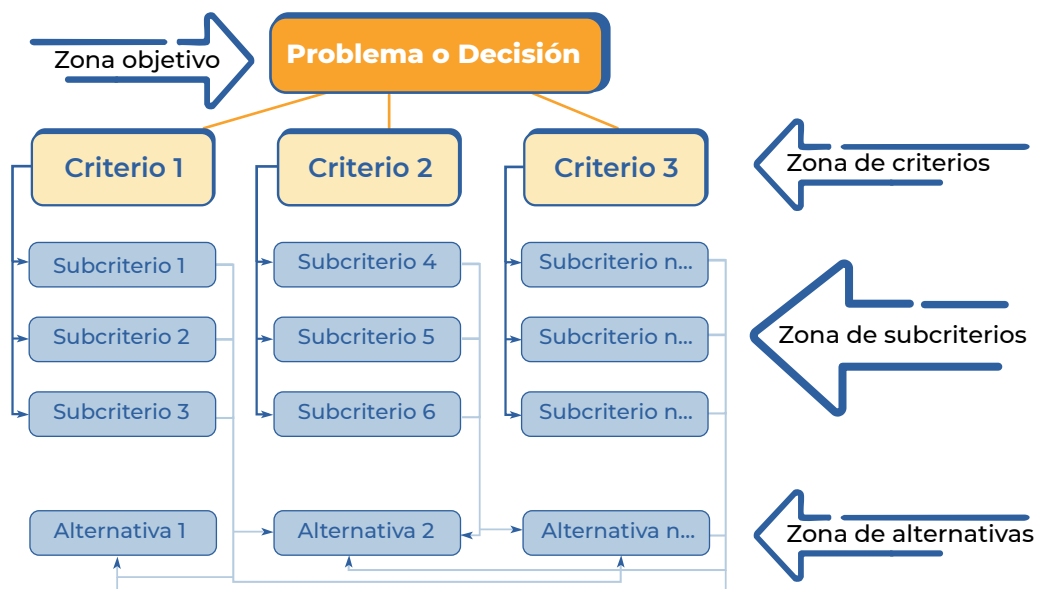 Zona objetivo
Problema o Decisión
Criterio 1
Criterio 2
Criterio 3
Zona de criterios
Subcriterio 1
Subcriterio 4
Subcriterio n...
Subcriterio 2
Subcriterio 5
Subcriterio n...
Zona de subcriterios
Subcriterio 3
Subcriterio 6
Subcriterio n...
Alternativa 1
Alternativa 2
Alternativa n...
Zona de alternativas